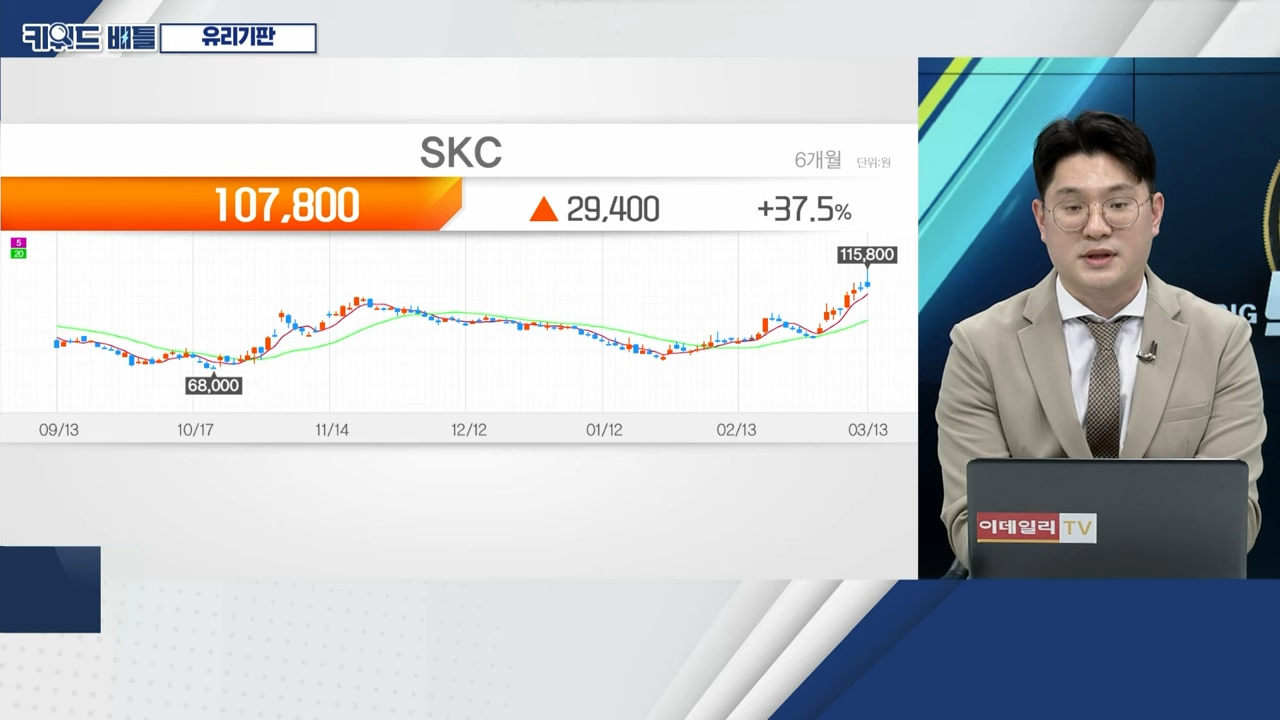 키워드 배틀 유리기판
SKC
6개월 단위:원
107,800 ▲ 29,400 +37.5%
5
20
115,800
68,000
09/13 10/17 11/14 12/12 01/12 02/13 03/13
이데일리 TV